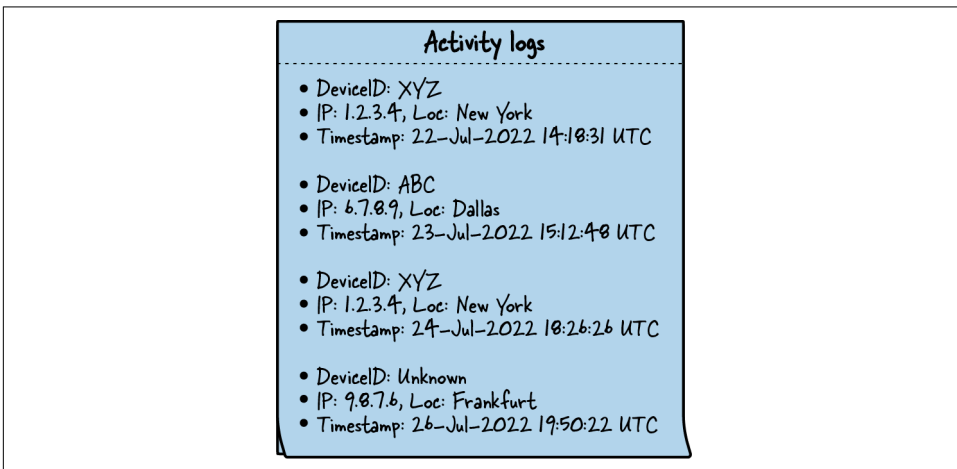 Activity logs
• DeviceID: XYZ
• IP: 1.2.3.4, Loc: New York
• Timestamp: 22-Jul-2022 14:18:31 UTC
• DeviceID: ABC
• IP: 6.7.8.9, Loc: Dallas
• Timestamp: 23-Jul-2022 15:12:48 UTC
• DeviceID: XYZ
• IP: 1.2.3.4, Loc: New York
• Timestamp: 24-Jul-2022 18:26:26 UTC
• DeviceID: Unknown
• IP: 9.8.7.6, Loc: Frankfurt
• Timestamp: 26-Jul-2022 19:50:22 UTC